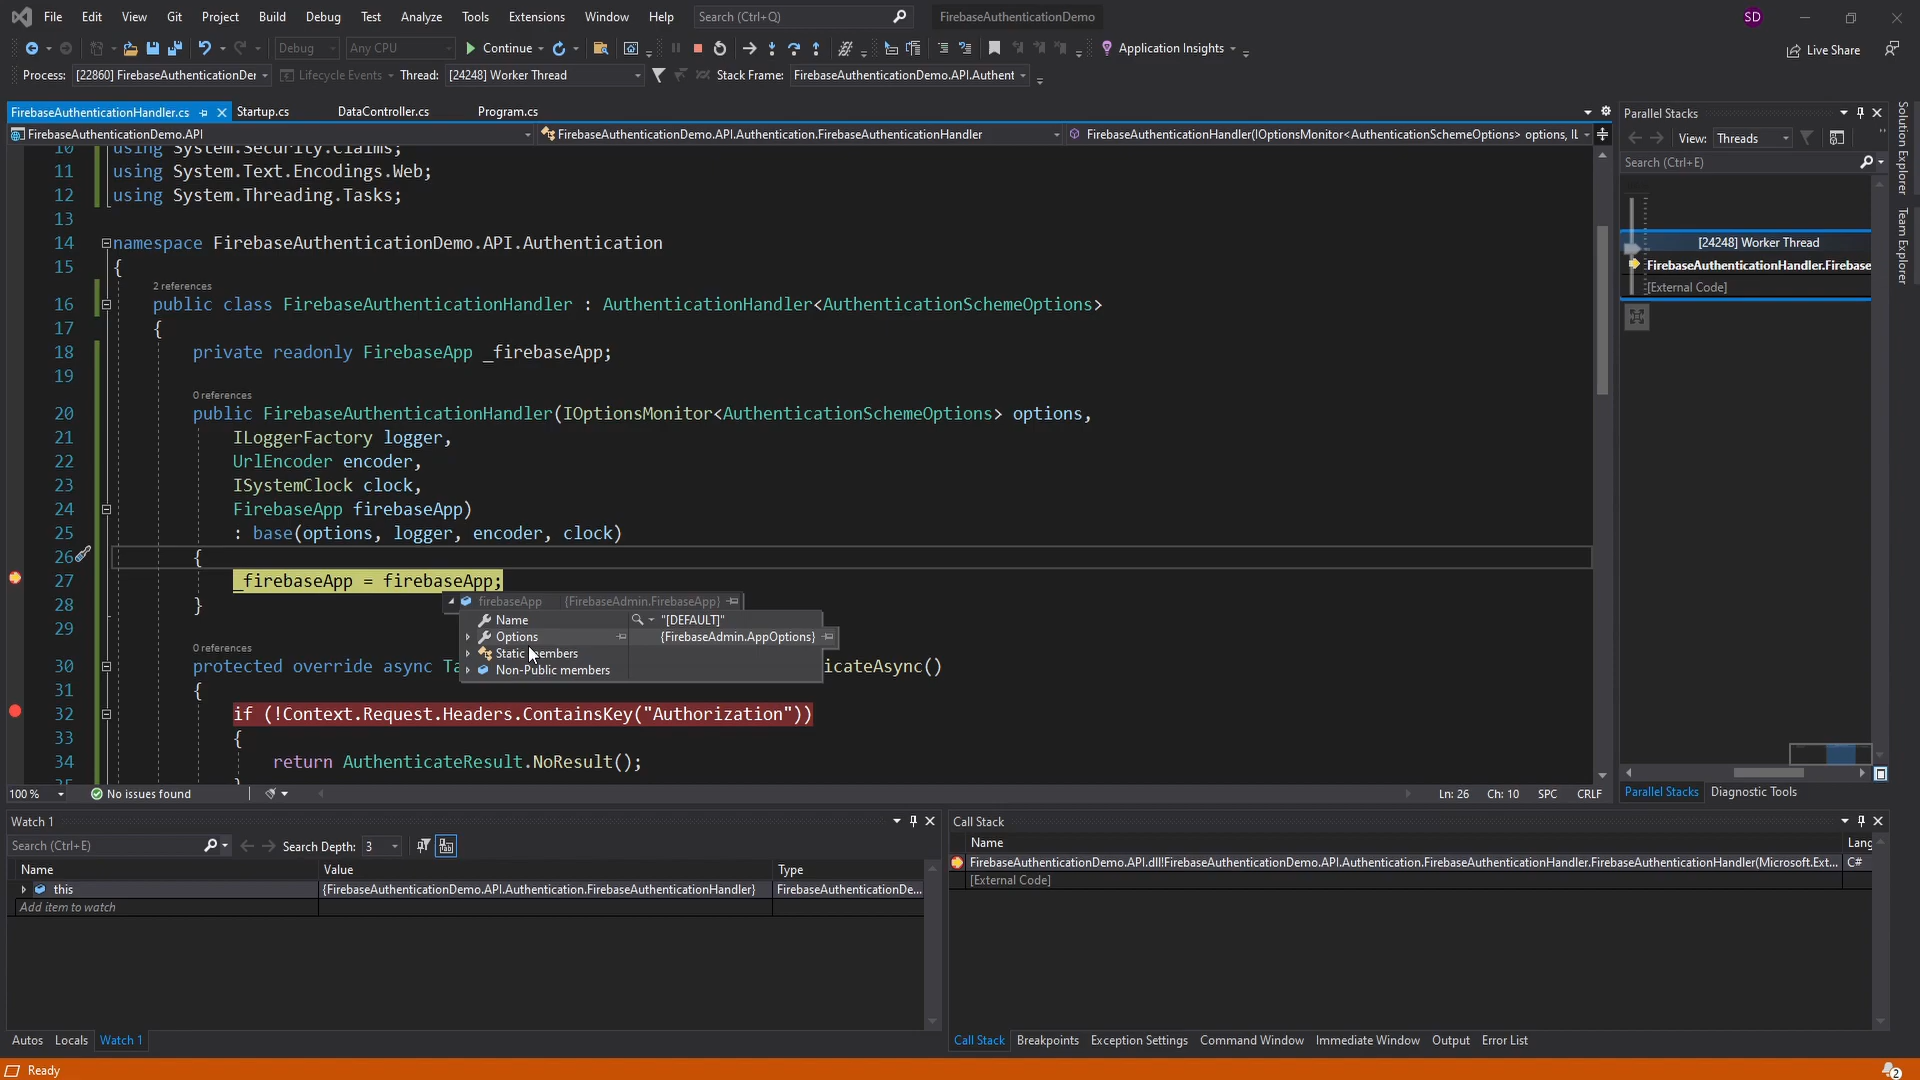 File Edit View Git Project Build Debug Test Analyze Tools Extensions Window Help Search (Ctrl+Q) FirebaseAuthenticationDemo SD
Debug Any CPU Continue Application Insights Live Share
Process: [22860] FirebaseAuthenticationDer Lifecycle Events Thread: [24248] Worker Thread Stack Frame: FirebaseAuthenticationDemo.API.Authent
FirebaseAuthenticationHandler.cs Startup.cs DataController.cs Program.cs
FirebaseAuthenticationDemo.API FirebaseAuthenticationDemo.API.Authentication.FirebaseAuthenticationHandler FirebaseAuthenticationHandler(IOptionsMonitor<AuthenticationSchemeOptions> options, IL
10 using System.Security.Claims;
11 using System.Text.Encodings.Web;
12 using System.Threading.Tasks;
13
14 namespace FirebaseAuthenticationDemo.API.Authentication
15 {
2 references
16 public class FirebaseAuthenticationHandler : AuthenticationHandler<AuthenticationSchemeOptions>
17 {
18 private readonly FirebaseApp _firebaseApp;
19
0 references
20 public FirebaseAuthenticationHandler(IOptionsMonitor<AuthenticationSchemeOptions> options,
21 ILoggerFactory logger,
22 UrlEncoder encoder,
23 ISystemClock clock,
24 FirebaseApp firebaseApp)
25 : base(options, logger, encoder, clock)
26 {
27 _firebaseApp = firebaseApp;
28 }
firebaseApp {FirebaseAdmin.FirebaseApp}
Name "[DEFAULT]"
Options {FirebaseAdmin.AppOptions}
Static members
Non-Public members
29
0 references
30 protected override async Ta icateAsync()
31 {
32 if (!Context.Request.Headers.ContainsKey("Authorization"))
33 {
34 return AuthenticateResult.NoResult();
35 }
100 % No issues found Ln: 26 Ch: 10 SPC CRLF
Parallel Stacks
View: Threads
Search (Ctrl+E)
[24248] Worker Thread
FirebaseAuthenticationHandler.Firebase
[External Code]
Parallel Stacks Diagnostic Tools
Solution Explorer
Team Explorer
Watch 1
Search (Ctrl+E) Search Depth: 3
Name Value Type
this {FirebaseAuthenticationDemo.API.Authentication.FirebaseAuthenticationHandler} FirebaseAuthenticationDe...
Add item to watch
Autos Locals Watch 1
Call Stack
Name Lang
FirebaseAuthenticationDemo.API.dll!FirebaseAuthenticationDemo.API.Authentication.FirebaseAuthenticationHandler.FirebaseAuthenticationHandler(Microsoft.Ext... C#
[External Code]
Call Stack Breakpoints Exception Settings Command Window Immediate Window Output Error List
Ready 2